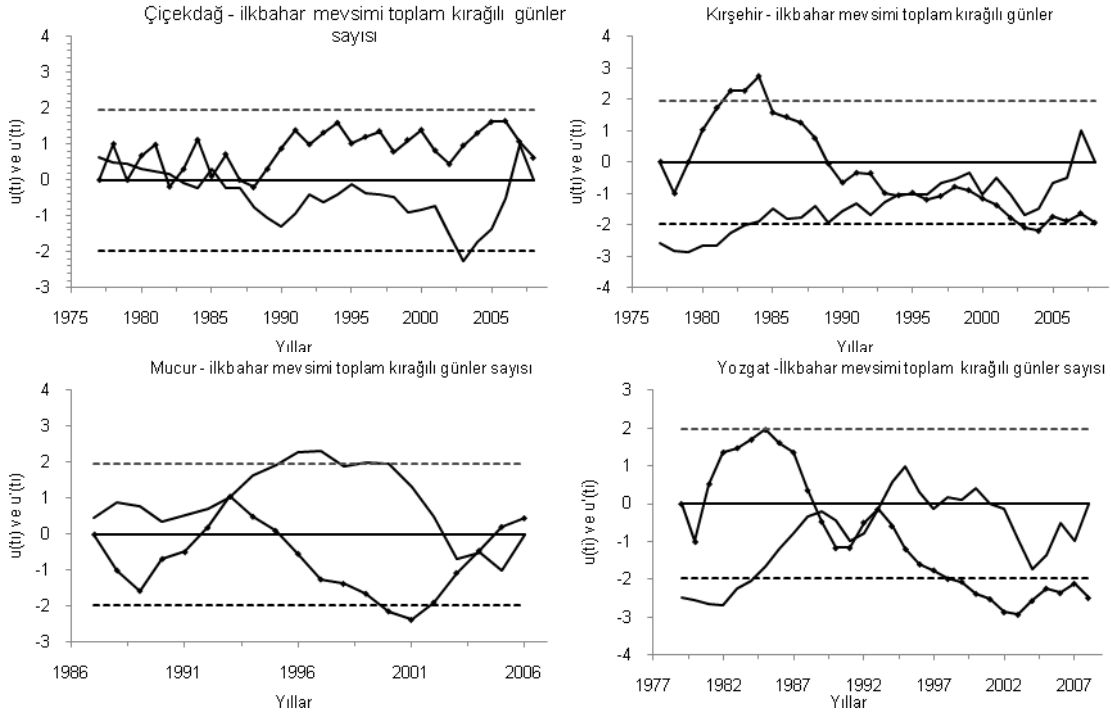 Çiçekdağ - ilkbahar mevsimi toplam kırağılı günler
sayısı
4
3
2
1
0
-1
-2
-3
u(ti) ve u'(ti)
1975 1980 1985 1990 1995 2000 2005
Yıllar
Kırşehir - ilkbahar mevsimi toplam kırağılı günler
4
3
2
1
0
-1
-2
-3
-4
u(ti) ve u'(ti)
1975 1985 1995 2005
Yıllar
Mucur - ilkbahar mevsimi toplam kırağılı günler sayısı
4
3
2
1
0
-1
-2
-3
u(ti) ve u'(ti)
1986 1991 1996 2001 2006
Yıllar
Yozgat -İlkbahar mevsimi toplam kırağılı günler sayısı
3
2
1
0
-1
-2
-3
-4
u(ti) ve u'(ti)
1977 1982 1987 1992 1997 2002 2007
Yıllar